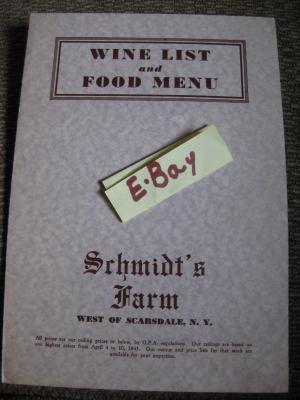 WINE LIST
and
FOOD MENU
E-Bay
Schmidt's
Farm
WEST OF SCARSDALE, N. Y.
All prices are our ceiling prices or below, by O.P.A. regulations. Our ceilings are based on
our highest prices from April 4 to 10, 1943. Our menus and price lists for that week are
available for your inspection.